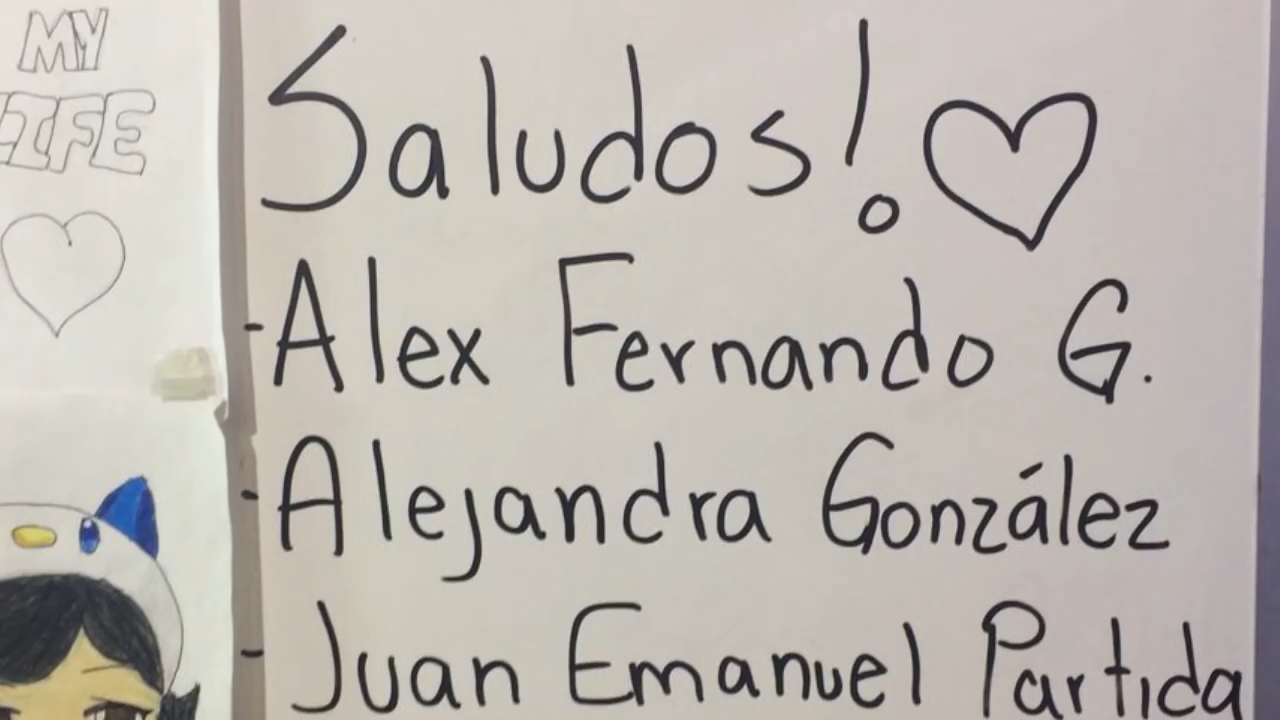 MY
LIFE
Saludos!
-Alex Fernando G.
-Alejandra González
-Juan Emanuel Partida